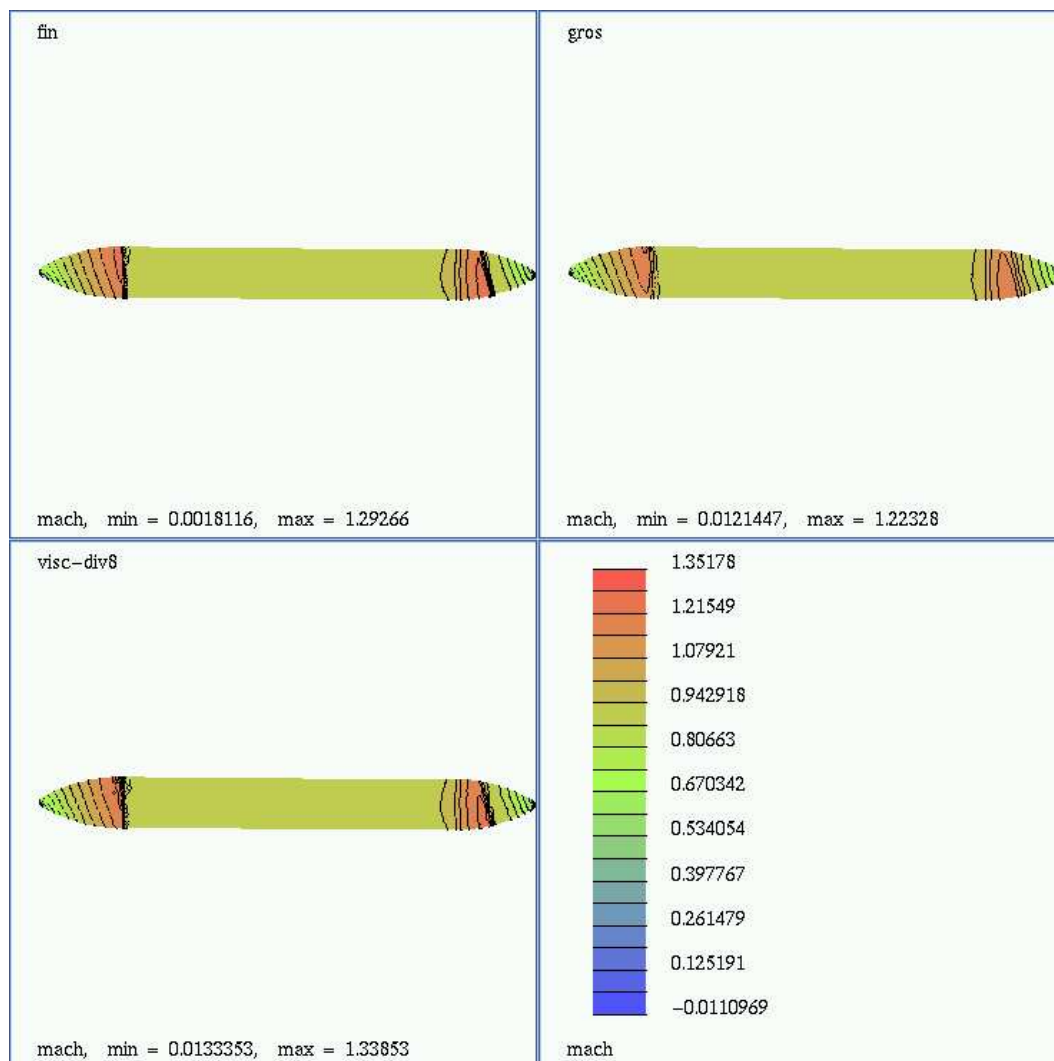 fin
gros
mach, min = 0.0018116, max = 1.29266
mach, min = 0.0121447, max = 1.22328
visc-div8
1.35178
1.21549
1.07921
0.942918
0.80663
0.670342
0.534054
0.397767
0.261479
0.125191
-0.0110969
mach, min = 0.0133353, max = 1.33853
mach